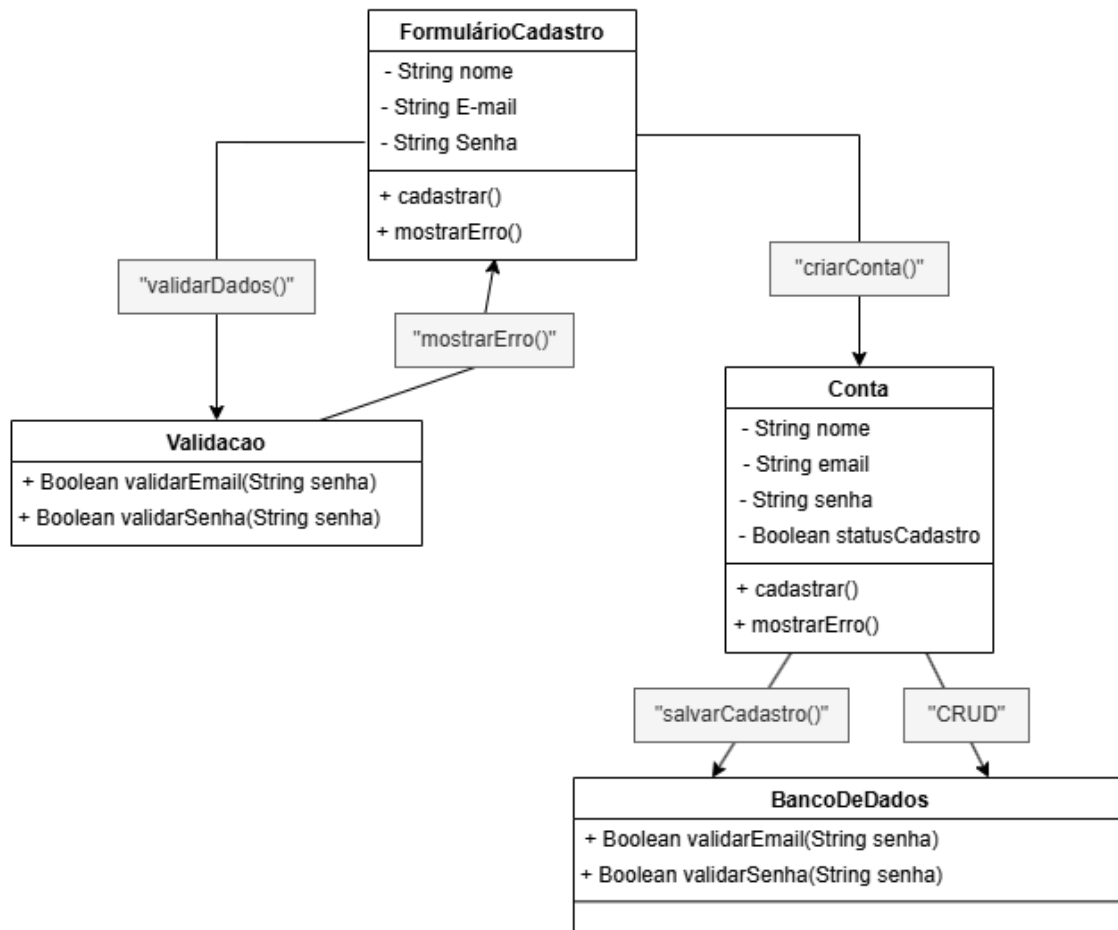 FormulárioCadastro
- String nome
- String E-mail
- String Senha
+ cadastrar()
+ mostrarErro()
"validarDados()"
"criarConta()"
"mostrarErro()"
Validacao
+ Boolean validarEmail(String senha)
+ Boolean validarSenha(String senha)
Conta
- String nome
- String email
- String senha
- Boolean statusCadastro
+ cadastrar()
+ mostrarErro()
"salvarCadastro()"
"CRUD"
BancoDeDados
+ Boolean validarEmail(String senha)
+ Boolean validarSenha(String senha)